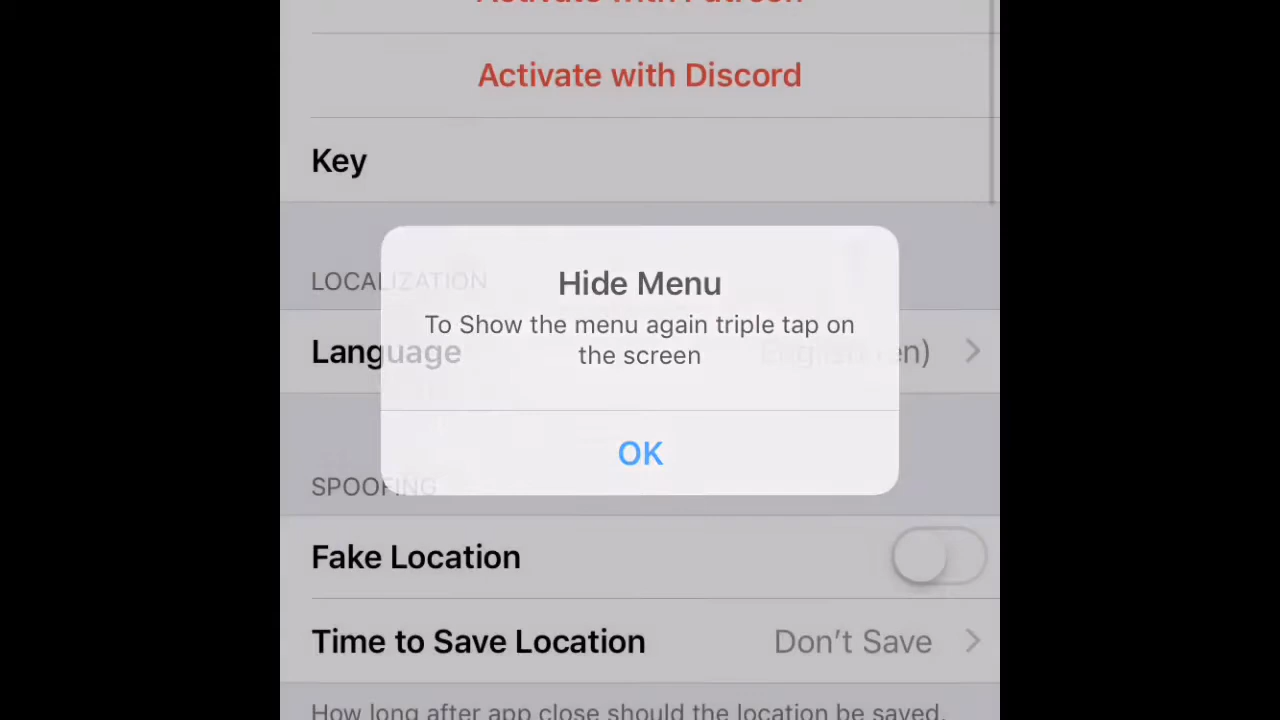 Activate with Patreon
Activate with Discord
Key
LOCALIZATION
Hide Menu
To Show the menu again triple tap on
the screen
Language English (en)
OK
SPOOFING
Fake Location
Time to Save Location Don't Save
How long after app close should the location be saved.